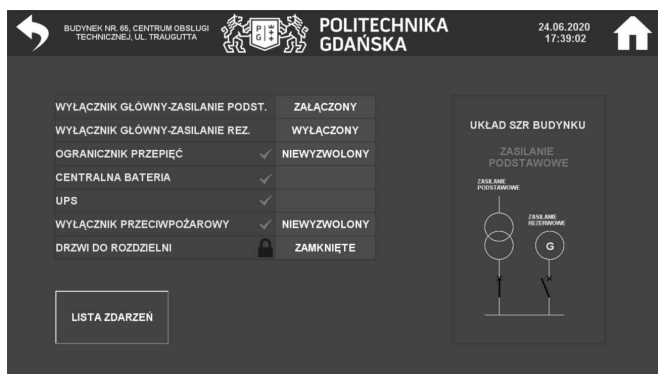 BUDYNEK NR. 65, CENTRUM OBSLUGI
TECHNICZNEJ, UL. TRAUGUTTA
P G
POLITECHNIKA
GDAŃSKA
24.06.2020
17:39:02
WYŁĄCZNIK GŁÓWNY-ZASILANIE PODST. ZAŁĄCZONY
WYŁĄCZNIK GŁÓWNY-ZASILANIE REZ. WYŁĄCZONY
OGRANICZNIK PRZEPIĘĆ NIEWYZWOLONY
CENTRALNA BATERIA
UPS
WYŁĄCZNIK PRZECIWPOŻAROWY NIEWYZWOLONY
DRZWI DO ROZDZIELNI ZAMKNIĘTE
LISTA ZDARZEŃ
UKŁAD SZR BUDYNKU
ZASILANIE
PODSTAWOWE
ZASILANIE
PODSTAWOWE
ZASILANIE
REZERWOWE
G